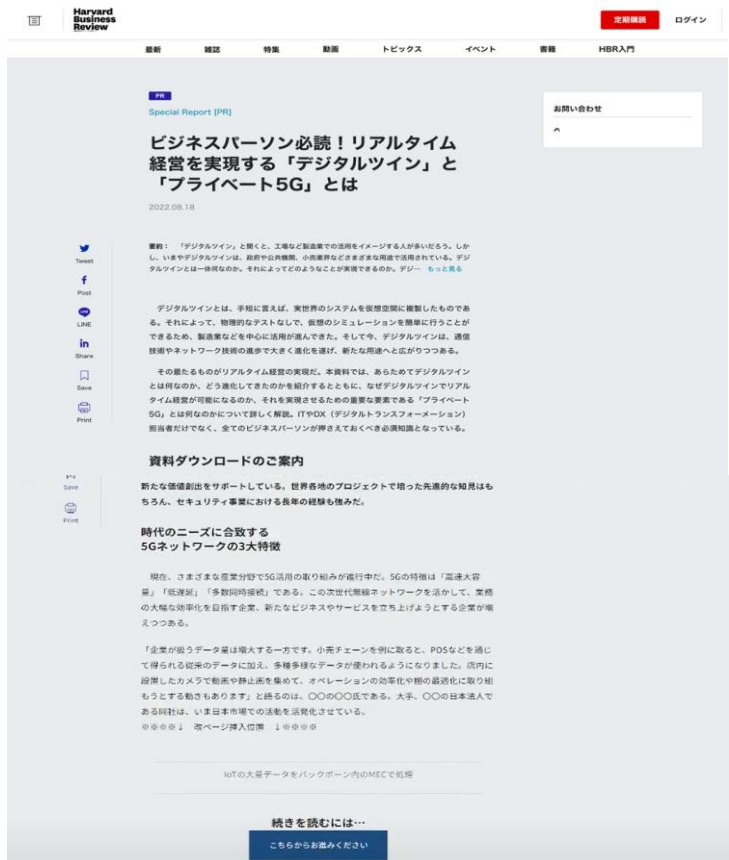 Harvard
Business
Review
定期購読
ログイン
最新
雑誌
特集
動画
トピックス
イベント
書籍
HBR入門
PR
Special Report [PR]
お問い合わせ
ビジネスパーソン必読！リアルタイム
経営を実現する「デジタルツイン」と
「プライベート5G」とは
2022.08.18
要約： 「デジタルツイン」と聞くと、工場など製造業での活用をイメージする人が多いだろう。しか
し、いまやデジタルツインは、政府や公共機関、小売業界などさまざまな用途で活用されている。デジ
タルツインとは一体何なのか。それによってどのようなことが実現できるのか。デジ… もっと見る
Tweet
Post
LINE
Share
Save
Print
デジタルツインとは、手短に言えば、実世界のシステムを仮想空間に複製したものであ
る。それによって、物理的なテストなしで、仮想のシミュレーションを簡単に行うことが
できるため、製造業などを中心に活用が進んできた。そして今、デジタルツインは、通信
技術やネットワーク技術の進歩で大きく進化を遂げ、新たな用途へと広がりつつある。
その最たるものがリアルタイム経営の実現だ。本資料では、あらためてデジタルツイン
とは何なのか、どう進化してきたのかを紹介するとともに、なぜデジタルツインでリアル
タイム経営が可能になるのか、それを実現させるための重要な要素である「プライベート
5G」とは何なのかについて詳しく解説。ITやDX（デジタルトランスフォーメーション）
担当者だけでなく、全てのビジネスパーソンが押さえておくべき必須知識となっている。
資料ダウンロードのご案内
Save
Print
新たな価値創出をサポートしている。世界各地のプロジェクトで培った先進的な知見はも
ちろん、セキュリティ事業における長年の経験も強みだ。
時代のニーズに合致する
5Gネットワークの3大特徴
現在、さまざまな産業分野で5G活用の取り組みが進行中だ。5Gの特徴は「高速大容
量」「低遅延」「多数同時接続」である。この次世代無線ネットワークを活かして、業務
の大幅な効率化を目指す企業、新たなビジネスやサービスを立ち上げようとする企業が増
えつつある。
「企業が扱うデータ量は増大する一方です。小売チェーンを例に取ると、POSなどを通じ
て得られる従来のデータに加え、多種多様なデータが使われるようになりました。店内に
設置したカメラで動画や静止画を集めて、オペレーションの効率化や棚の最適化に取り組
もうとする動きもあります」と語るのは、〇〇の〇〇氏である。大手、〇〇の日本法人で
ある同社は、いま日本市場での活動を活発化させている。
※※※※↓ 改ページ挿入位置 ↓※※※※
IoTの大量データをバックボーン内のMECで処理
続きを読むには…
こちらからお進みください